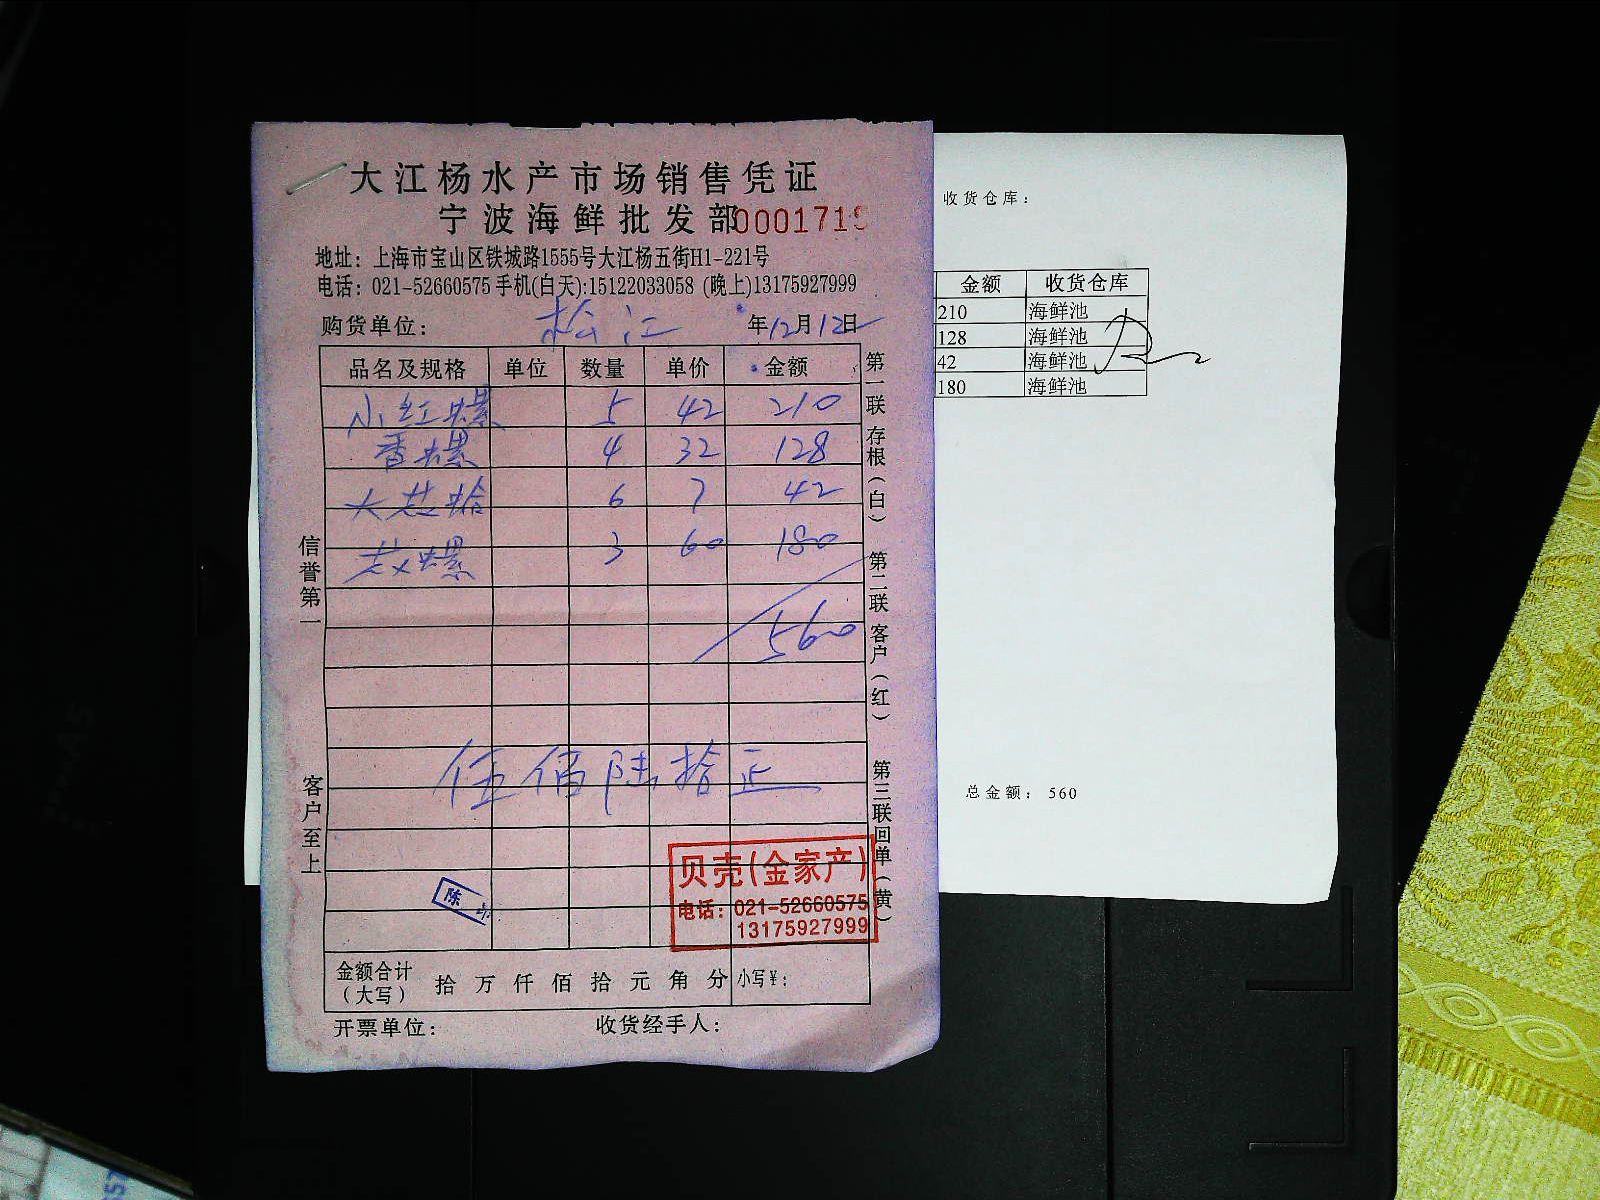 大江杨水产市场销售凭证
宁波海鲜批发部 0001719
地址：上海市宝山区铁城路1555号大江杨五街H1-221号
电话：021-52660575 手机(白天):15122033058 (晚上)13175927999
购货单位： 松江 年12月12日
品名及规格 单位 数量 单价 金额
小红螺 5 42 210
香螺 4 32 128
大 6 7 42
螺 3 60 180
560
伍佰陆拾正
信誉第一
客户至上
第一联存根(白)
第二联客户(红)
第三联回单(黄)
贝壳(金家产)
电话：021-52660575
13175927999
陈
金额合计(大写) 拾万仟佰拾元角分 小写¥：
开票单位： 收货经手人：
收货仓库：
金额 收货仓库
210 海鲜池
128 海鲜池
42 海鲜池
180 海鲜池
总金额： 560